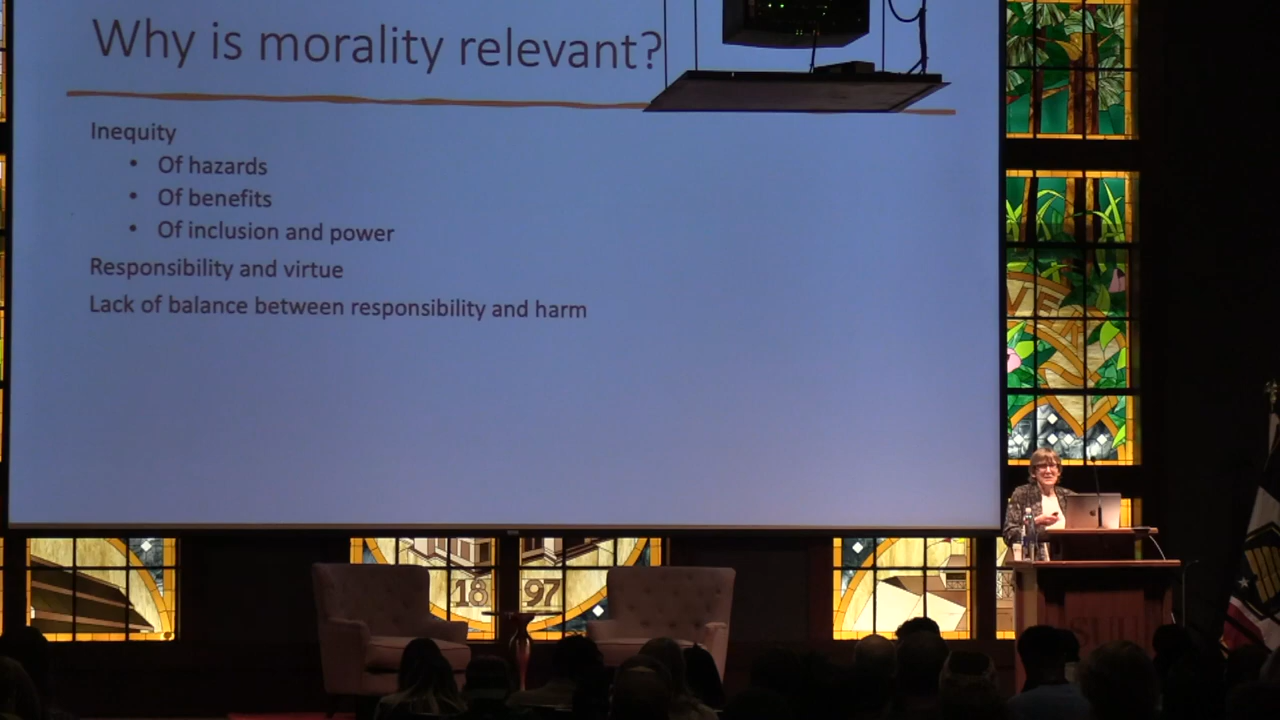 Why is morality relevant?
Inequity
• Of hazards
• Of benefits
• Of inclusion and power
Responsibility and virtue
Lack of balance between responsibility and harm
18 97
SUU